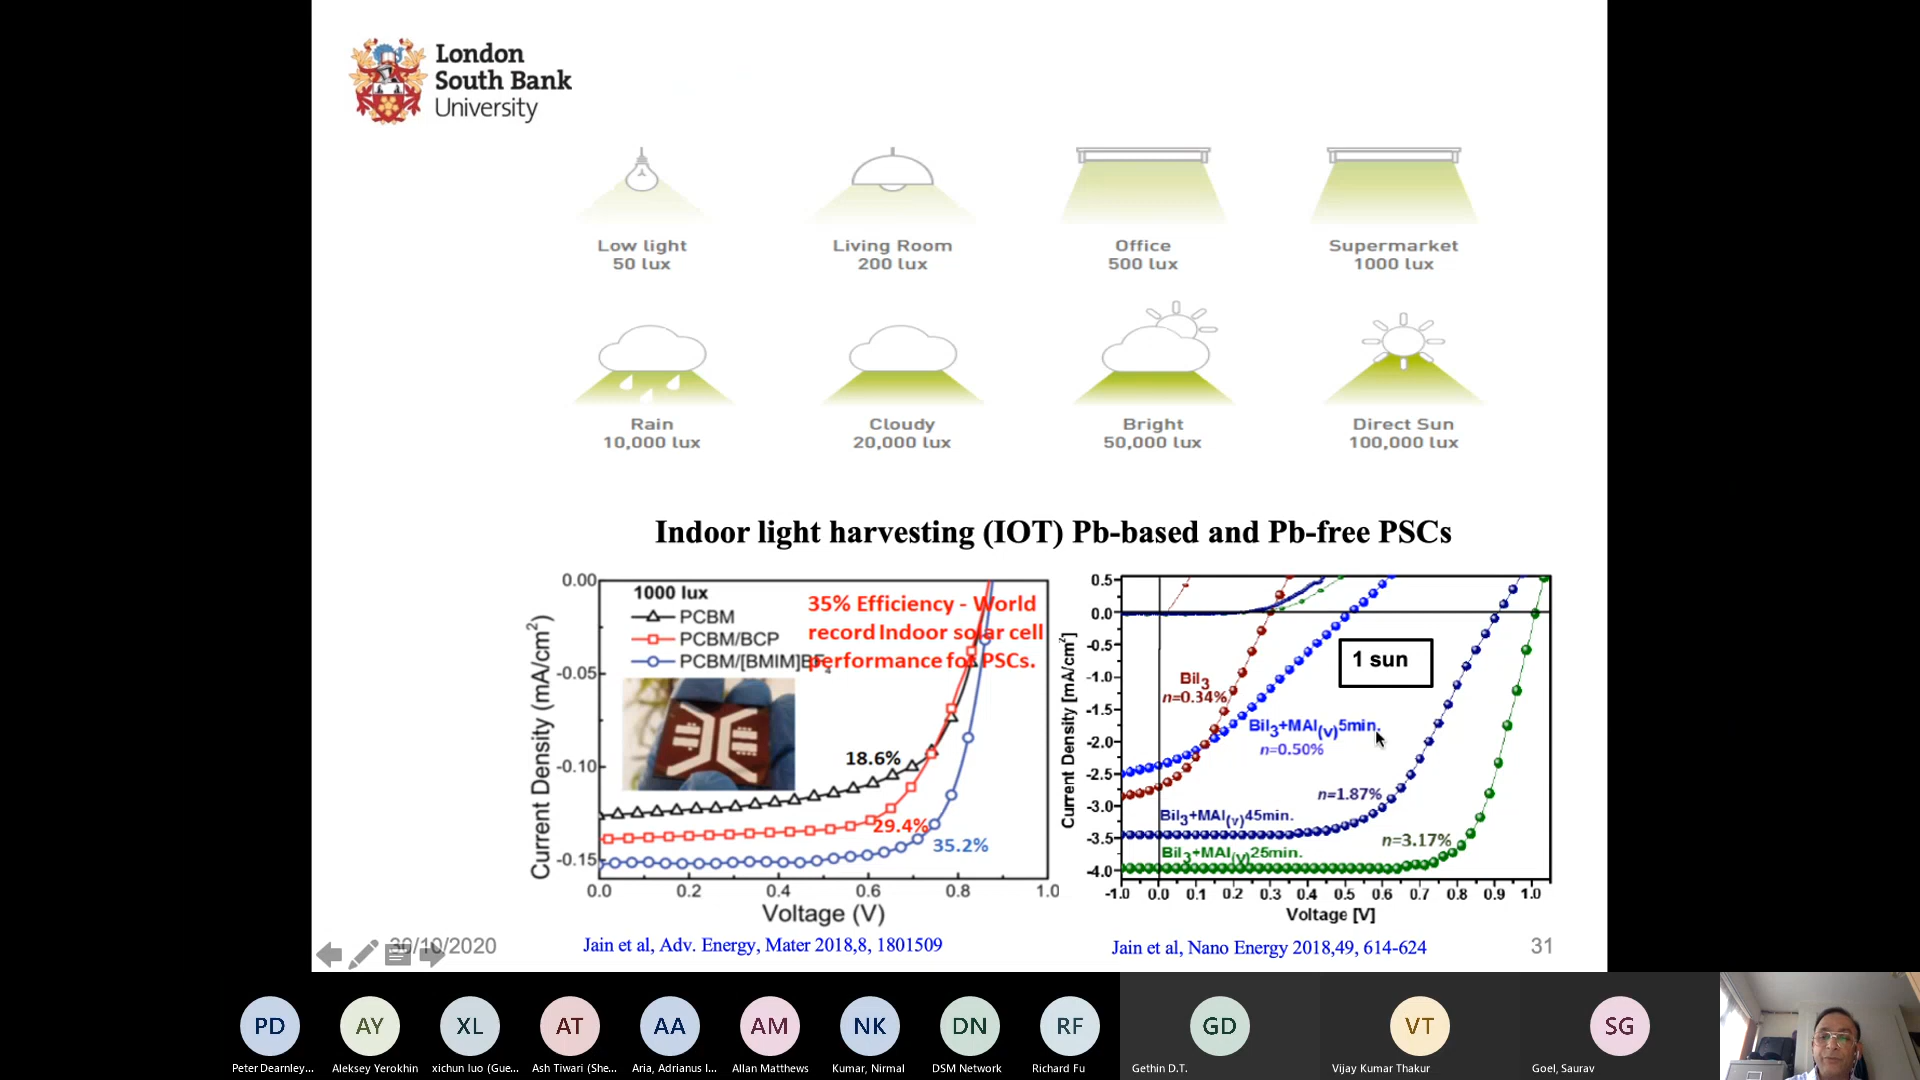 London
South Bank
University
Low light
50 lux
Living Room
200 lux
Office
500 lux
Supermarket
1000 lux
Rain
10,000 lux
Cloudy
20,000 lux
Bright
50,000 lux
Direct Sun
100,000 lux
Indoor light harvesting (IOT) Pb-based and Pb-free PSCs
0.00
-0.05
-0.10
-0.15
Current Density (mA/cm2)
1000 lux
PCBM
PCBM/BCP
PCBM/[BMIM]BF4
35% Efficiency - World
record Indoor solar cell
performance for PSCs.
18.6%
29.4%
35.2%
0.0 0.2 0.4 0.6 0.8 1.0
Voltage (V)
Jain et al, Adv. Energy, Mater 2018,8, 1801509
0.5
0.0
-0.5
-1.0
-1.5
-2.0
-2.5
-3.0
-3.5
-4.0
Current Density [mA/cm2]
1 sun
BiI3
n=0.34%
BiI3+MAI(v)5min.
n=0.50%
n=1.87%
BiI3+MAI(v)45min.
n=3.17%
BiI3+MAI(v)25min.
-1.0 0.0 0.1 0.2 0.3 0.4 0.5 0.6 0.7 0.8 0.9 1.0
Voltage [V]
Jain et al, Nano Energy 2018,49, 614-624
30/10/2020
31
PD
AY
XL
AT
AA
AM
NK
DN
RF
GD
VT
SG
Peter Dearnley...
Aleksey Yerokhin
xichun luo (Gue...
Ash Tiwari (She...
Aria, Adrianus I...
Allan Matthews
Kumar, Nirmal
DSM Network
Richard Fu
Gethin D.T.
Vijay Kumar Thakur
Goel, Saurav